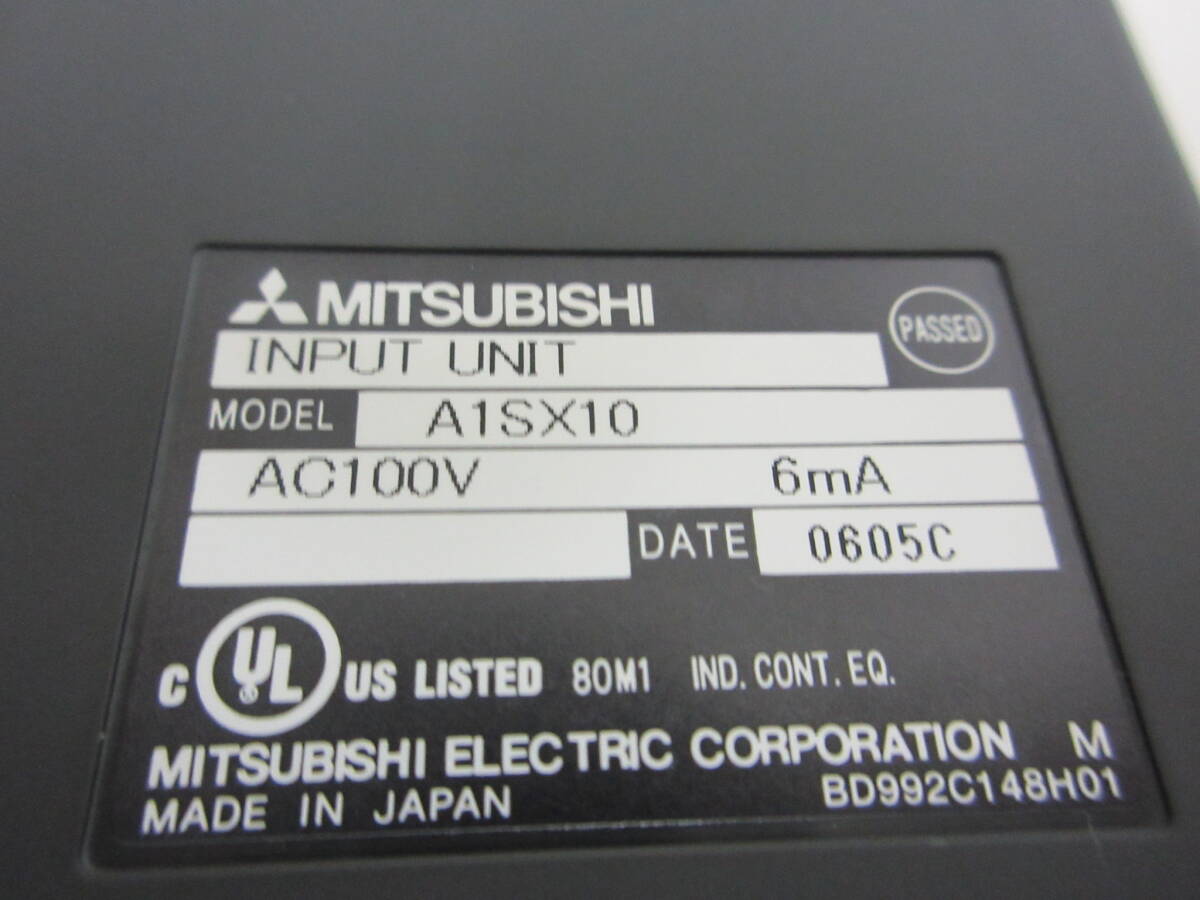 MITSUBISHI
PASSED
INPUT UNIT
MODEL A1SX10
AC100V 6mA
DATE 0605C
C UL® US LISTED 80M1 IND. CONT. EQ.
MITSUBISHI ELECTRIC CORPORATION M
MADE IN JAPAN BD992C148H01